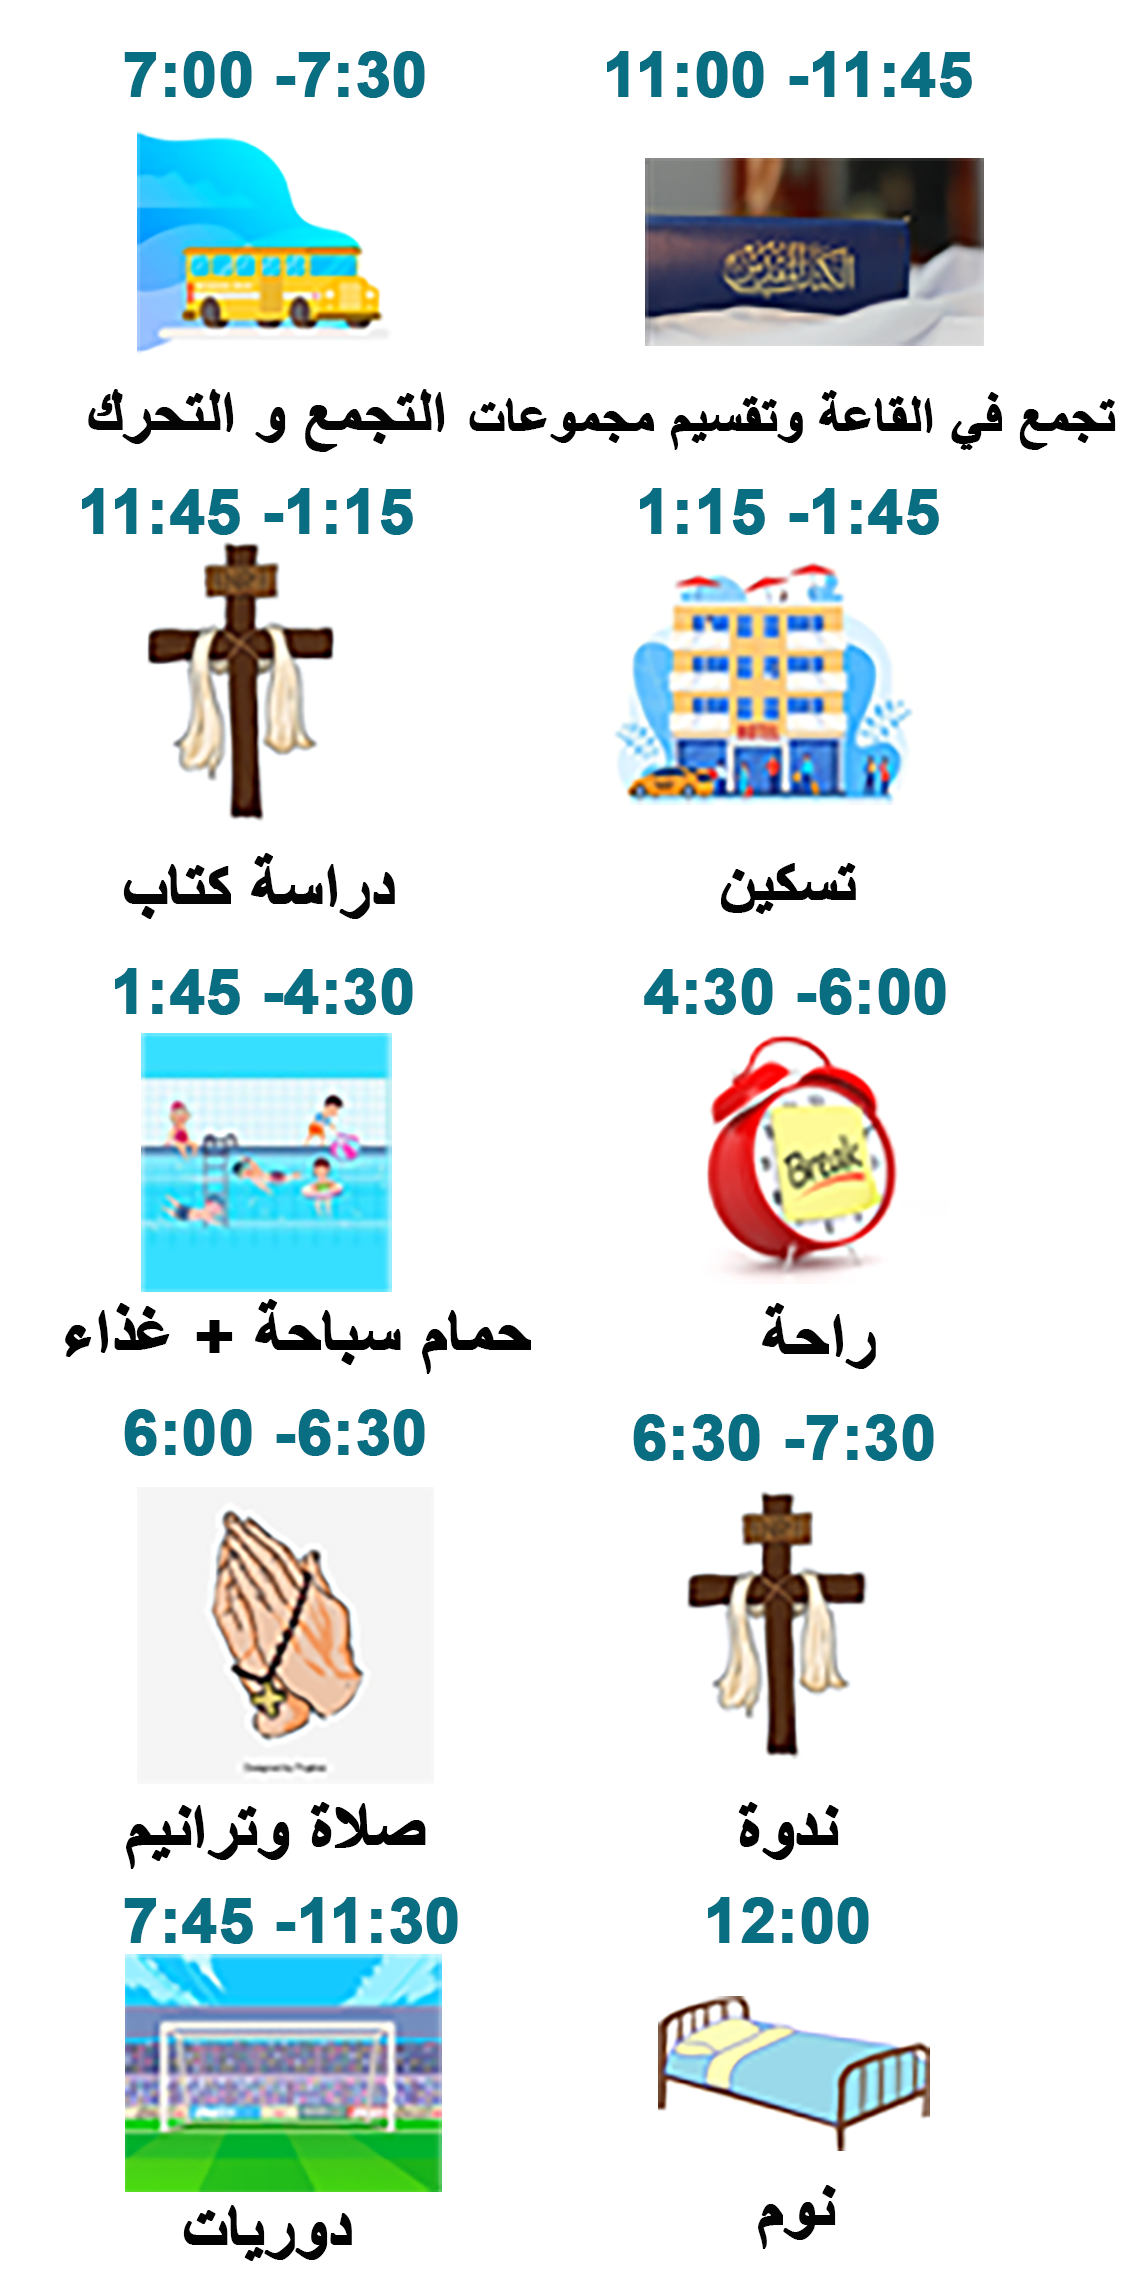 7:00 -7:30
11:00 -11:45
الكتاب المقدس
التجمع و التحرك
تجمع في القاعة وتقسيم مجموعات
11:45 -1:15
1:15 -1:45
HOTEL
دراسة كتاب
تسكين
1:45 -4:30
4:30 -6:00
Break
حمام سباحة + غذاء
راحة
6:00 -6:30
6:30 -7:30
صلاة وترانيم
ندوة
7:45 -11:30
12:00
دوريات
نوم